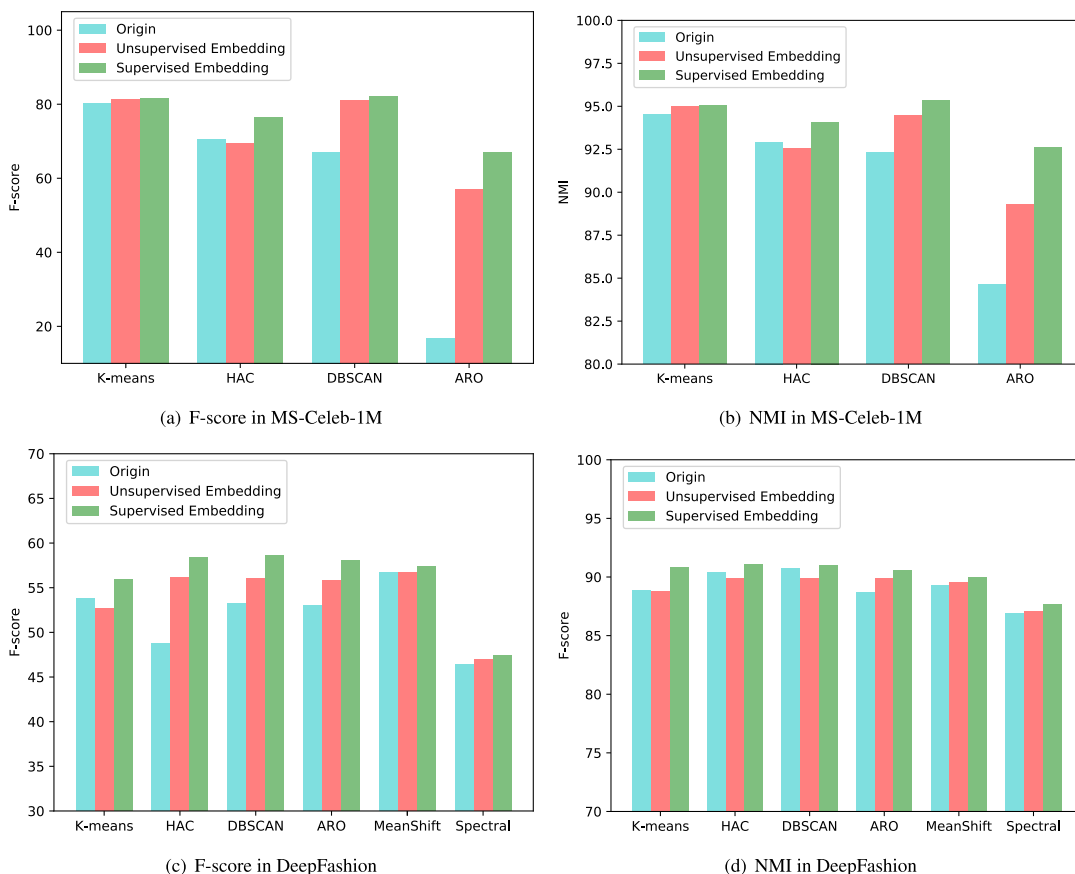 100
80
60
40
20
F-score
Origin
Unsupervised Embedding
Supervised Embedding
K-means HAC DBSCAN ARO
(a) F-score in MS-Celeb-1M
100.0
97.5
95.0
92.5
90.0
87.5
85.0
82.5
80.0
NMI
Origin
Unsupervised Embedding
Supervised Embedding
K-means HAC DBSCAN ARO
(b) NMI in MS-Celeb-1M
70
65
60
55
50
45
40
35
30
F-score
Origin
Unsupervised Embedding
Supervised Embedding
K-means HAC DBSCAN ARO MeanShift Spectral
(c) F-score in DeepFashion
100
95
90
85
80
75
70
F-score
Origin
Unsupervised Embedding
Supervised Embedding
K-means HAC DBSCAN ARO MeanShift Spectral
(d) NMI in DeepFashion